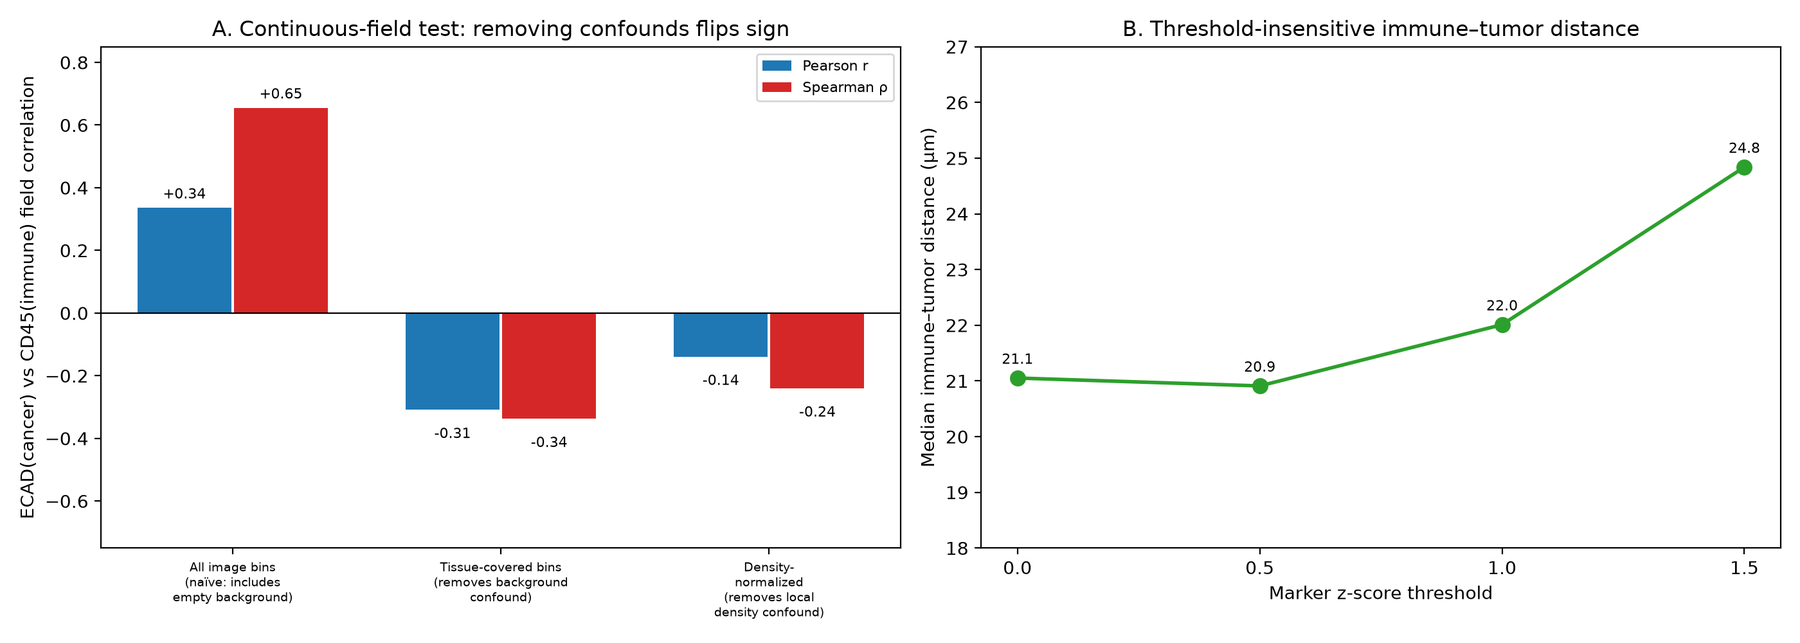 A. Continuous-field test: removing confounds flips sign
ECAD(cancer) vs CD45(immune) field correlation
0.8
0.6
0.4
0.2
0.0
−0.2
−0.4
−0.6
Pearson r
Spearman ρ
+0.34
+0.65
-0.31
-0.34
-0.14
-0.24
All image bins
(naïve: includes
empty background)
Tissue-covered bins
(removes background
confound)
Density-
normalized
(removes local
density confound)
B. Threshold-insensitive immune–tumor distance
Median immune–tumor distance (μm)
27
26
25
24
23
22
21
20
19
18
21.1
20.9
22.0
24.8
0.0
0.5
1.0
1.5
Marker z-score threshold